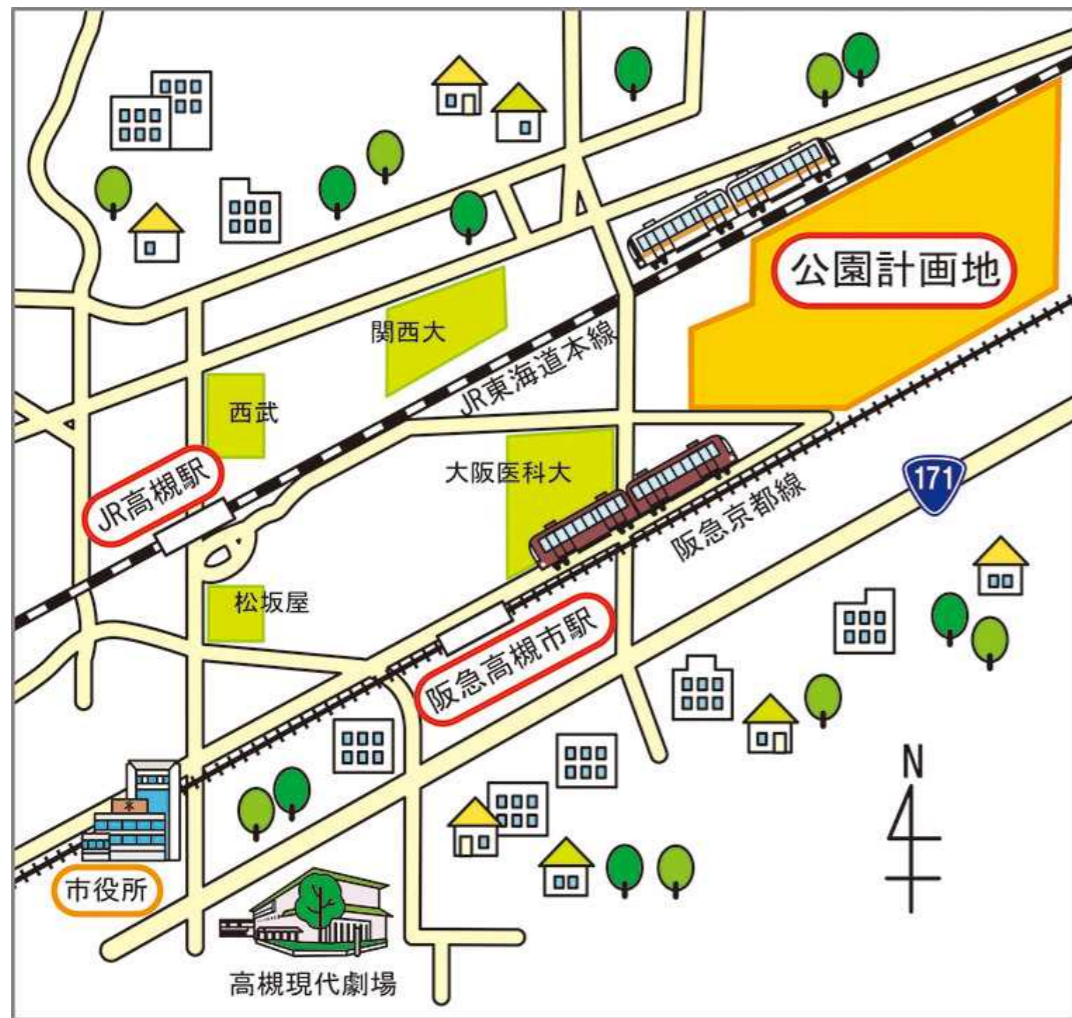 公園計画地
関西大
JR東海道本線
西武
大阪医科大
JR高槻駅
171
阪急京都線
松坂屋
阪急高槻市駅
N
市役所
高槻現代劇場